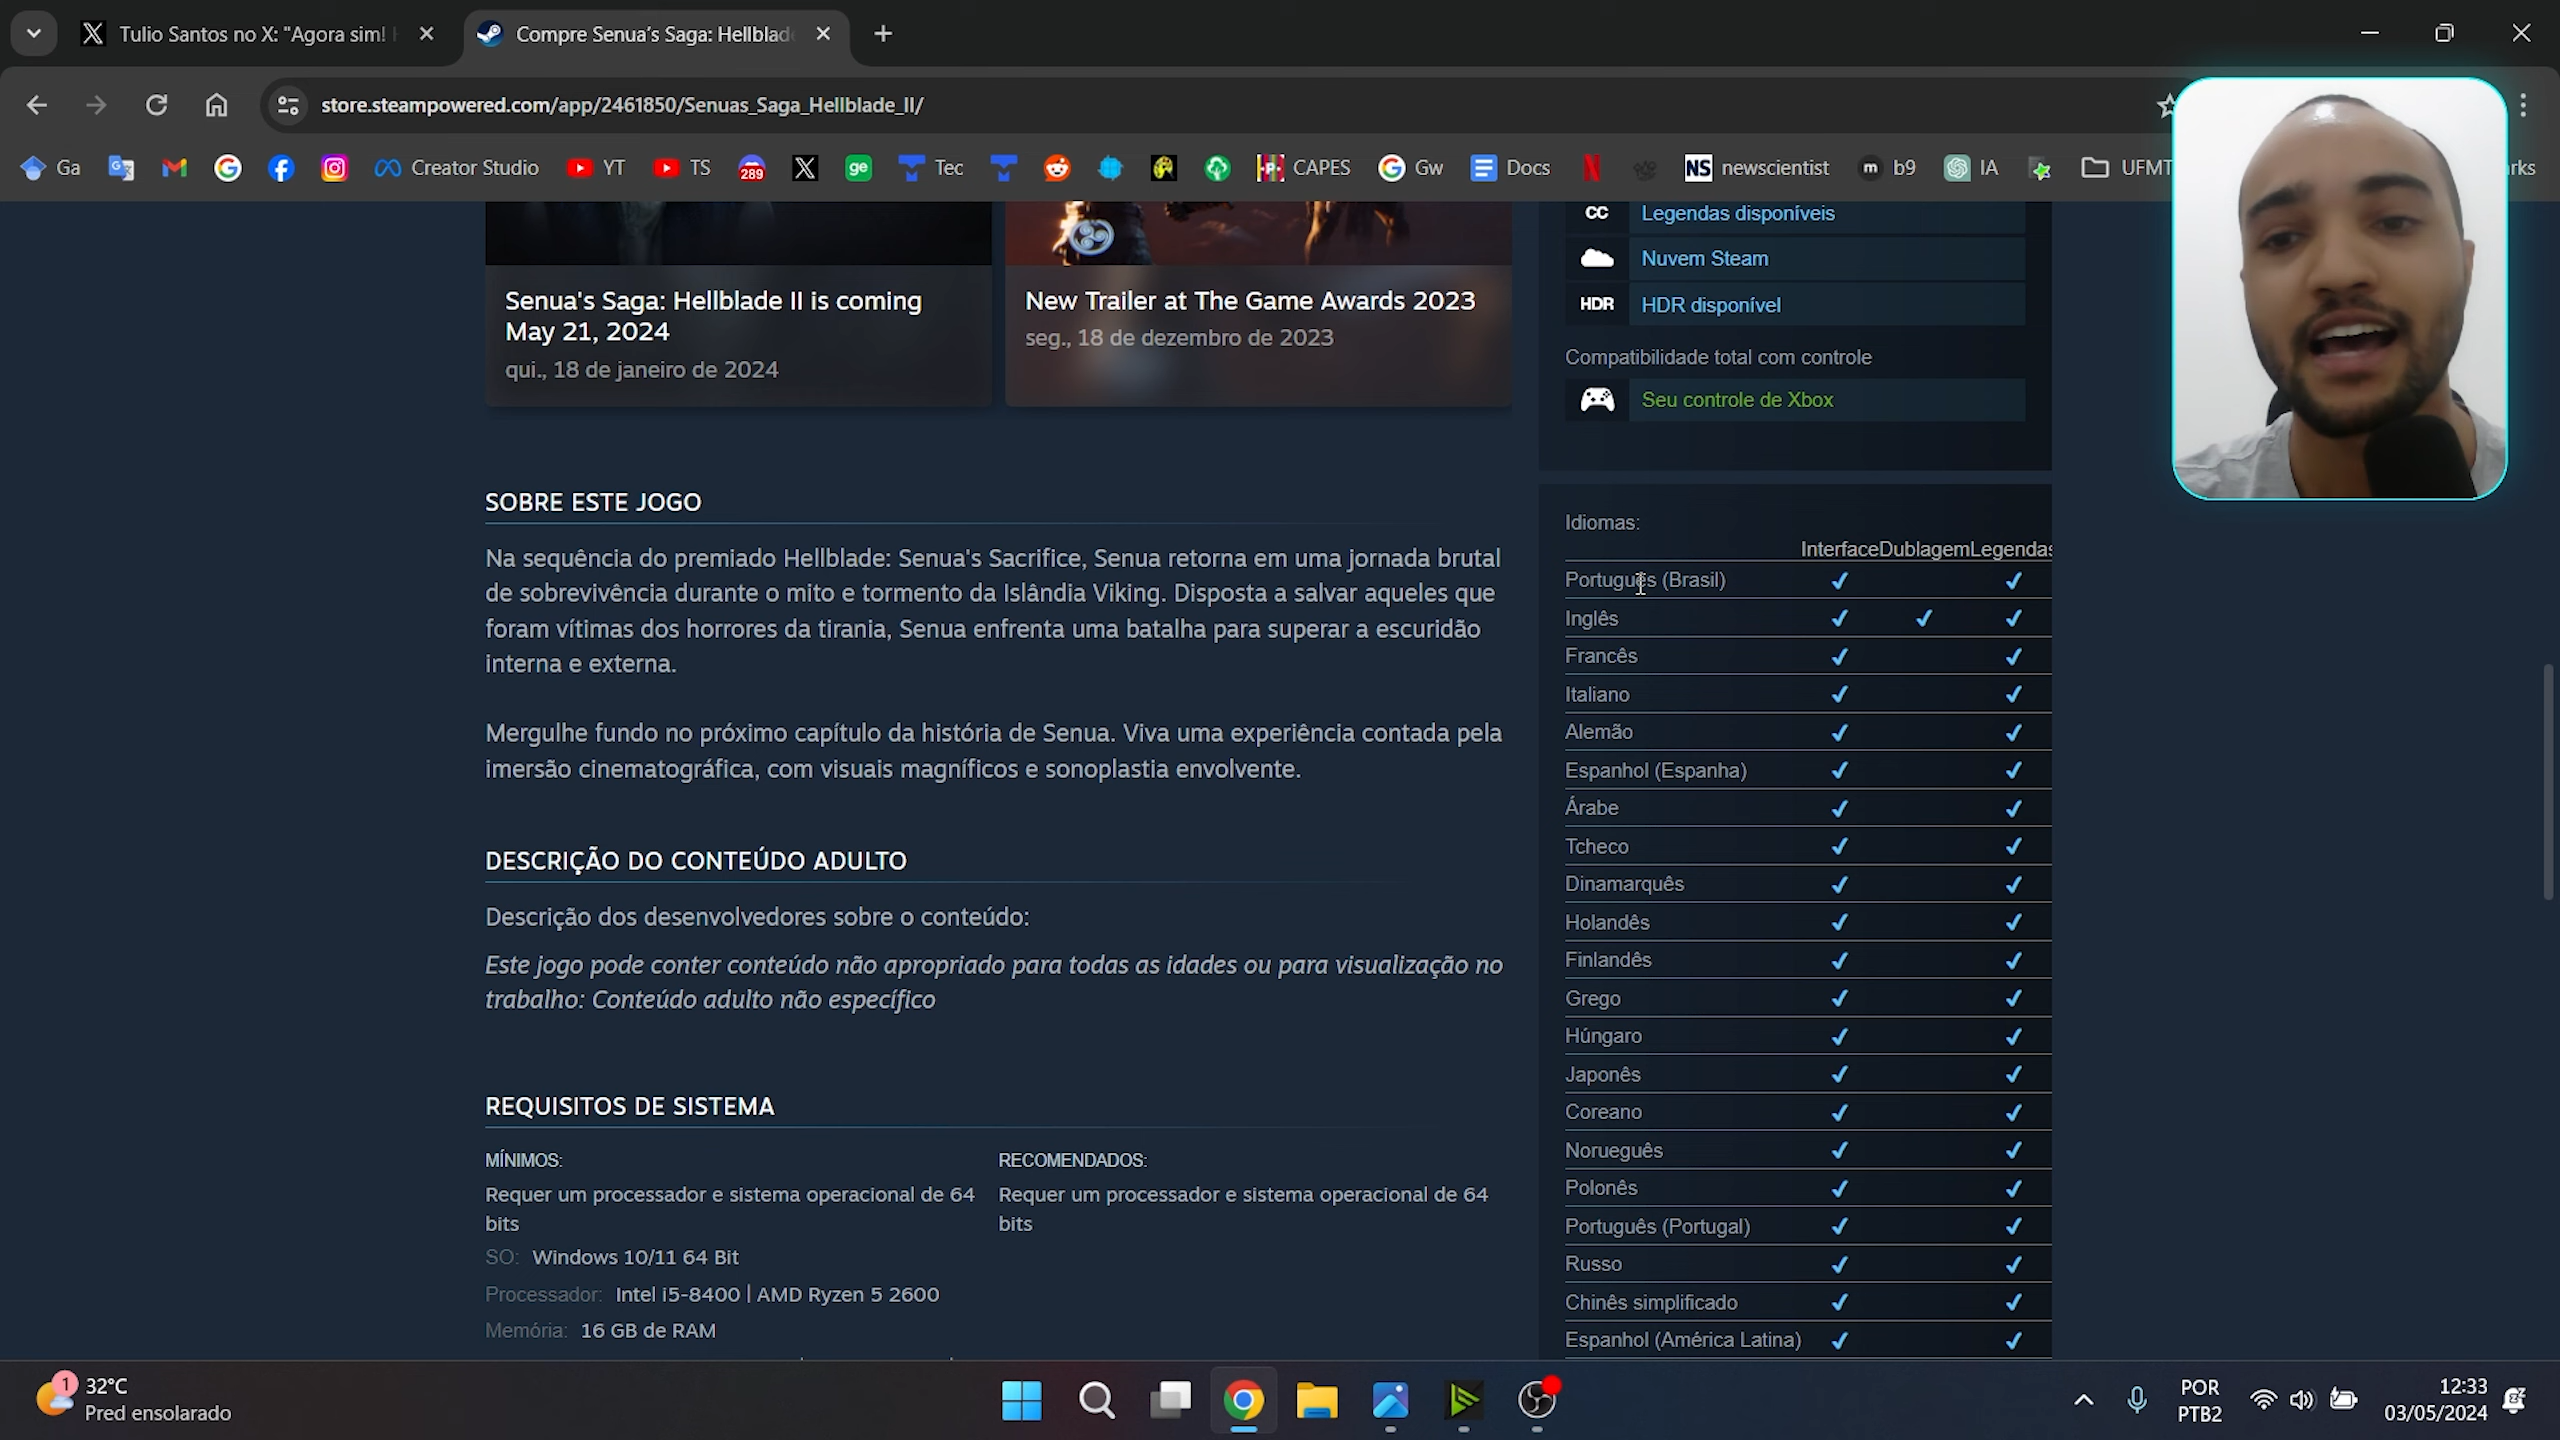 Tulio Santos no X: "Agora sim! H
Compre Senua's Saga: Hellblad
store.steampowered.com/app/2461850/Senuas_Saga_Hellblade_II/
Ga
Creator Studio
YT
TS
289
ge
Tec
CAPES
Gw
Docs
NS newscientist
m b9
IA
UFMT
rks
Senua's Saga: Hellblade II is coming
May 21, 2024
qui., 18 de janeiro de 2024
New Trailer at The Game Awards 2023
seg., 18 de dezembro de 2023
CC Legendas disponíveis
Nuvem Steam
HDR HDR disponível
Compatibilidade total com controle
Seu controle de Xbox
SOBRE ESTE JOGO
Na sequência do premiado Hellblade: Senua's Sacrifice, Senua retorna em uma jornada brutal
de sobrevivência durante o mito e tormento da Islândia Viking. Disposta a salvar aqueles que
foram vítimas dos horrores da tirania, Senua enfrenta uma batalha para superar a escuridão
interna e externa.
Mergulhe fundo no próximo capítulo da história de Senua. Viva uma experiência contada pela
imersão cinematográfica, com visuais magníficos e sonoplastia envolvente.
DESCRIÇÃO DO CONTEÚDO ADULTO
Descrição dos desenvolvedores sobre o conteúdo:
Este jogo pode conter conteúdo não apropriado para todas as idades ou para visualização no
trabalho: Conteúdo adulto não específico
REQUISITOS DE SISTEMA
MÍNIMOS:
Requer um processador e sistema operacional de 64
bits
SO: Windows 10/11 64 Bit
Processador: Intel i5-8400 | AMD Ryzen 5 2600
Memória: 16 GB de RAM
RECOMENDADOS:
Requer um processador e sistema operacional de 64
bits
Idiomas:
Interface Dublagem Legendas
Português (Brasil) ✔ ✔
Inglês ✔ ✔ ✔
Francês ✔ ✔
Italiano ✔ ✔
Alemão ✔ ✔
Espanhol (Espanha) ✔ ✔
Árabe ✔ ✔
Tcheco ✔ ✔
Dinamarquês ✔ ✔
Holandês ✔ ✔
Finlandês ✔ ✔
Grego ✔ ✔
Húngaro ✔ ✔
Japonês ✔ ✔
Coreano ✔ ✔
Norueguês ✔ ✔
Polonês ✔ ✔
Português (Portugal) ✔ ✔
Russo ✔ ✔
Chinês simplificado ✔ ✔
Espanhol (América Latina) ✔ ✔
1
32°C
Pred ensolarado
POR
PTB2
12:33
03/05/2024